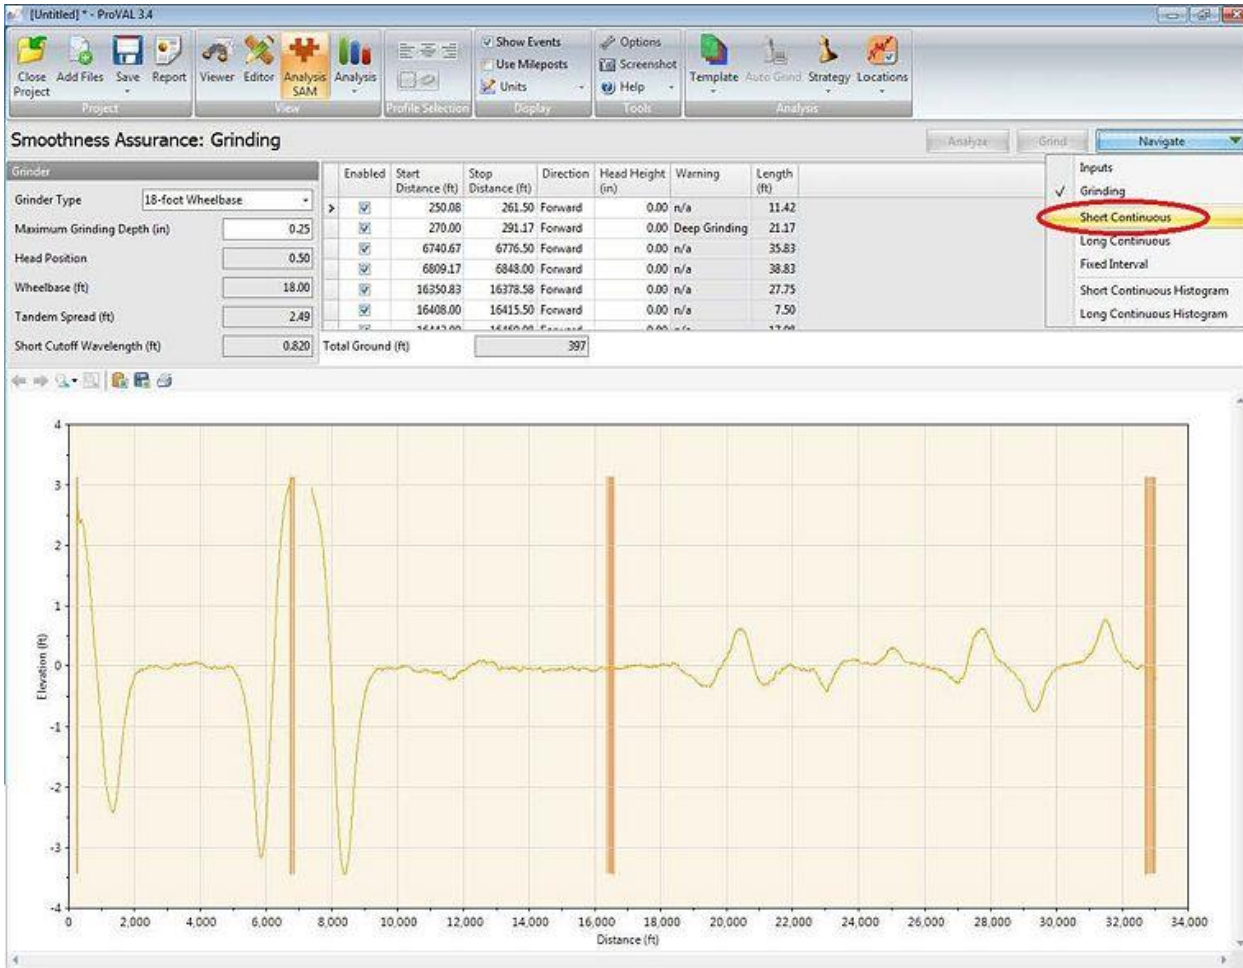 [Untitled] * - ProVAL 3.4
Close Project
Add Files
Save
Report
Viewer
Editor
Analysis SAM
Analysis
Show Events
Use Mileposts
Units
Options
Screenshot
Help
Template
Auto Grind
Strategy
Locations
Project
View
Profile Selection
Display
Tools
Analysis
Smoothness Assurance: Grinding
Analyze
Grind
Navigate
Inputs
Grinding
Short Continuous
Long Continuous
Fixed Interval
Short Continuous Histogram
Long Continuous Histogram
Grinder
Grinder Type 18-foot Wheelbase
Maximum Grinding Depth (in) 0.25
Head Position 0.50
Wheelbase (ft) 18.00
Tandem Spread (ft) 2.49
Short Cutoff Wavelength (ft) 0.820
Enabled Start Distance (ft) Stop Distance (ft) Direction Head Height (in) Warning Length (ft)
250.08 261.50 Forward 0.00 n/a 11.42
270.00 291.17 Forward 0.00 Deep Grinding 21.17
6740.67 6776.50 Forward 0.00 n/a 35.83
6809.17 6848.00 Forward 0.00 n/a 38.83
16350.83 16378.58 Forward 0.00 n/a 27.75
16408.00 16415.50 Forward 0.00 n/a 7.50
Total Ground (ft) 397
4
3
2
1
0
-1
-2
-3
-4
Elevation (ft)
0 2,000 4,000 6,000 8,000 10,000 12,000 14,000 16,000 18,000 20,000 22,000 24,000 26,000 28,000 30,000 32,000 34,000
Distance (ft)